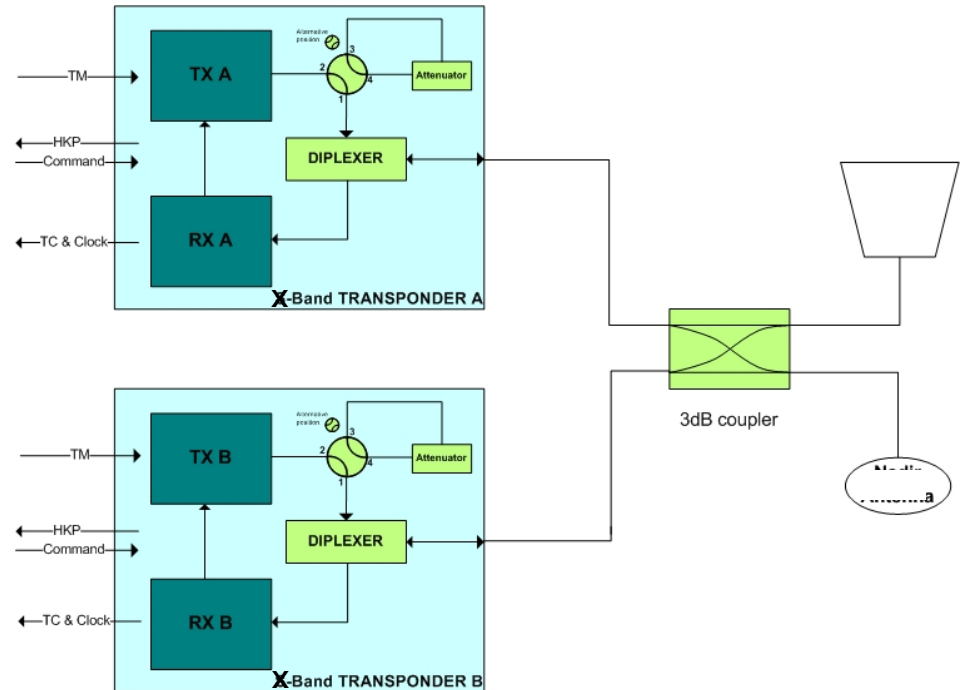 Alternative
position
3
TX A
2
4
Attenuator
TM
1
HKP
DIPLEXER
Command
RX A
TC & Clock
X-Band TRANSPONDER A
3dB coupler
Alternative
position
3
TX B
2
4
Attenuator
TM
1
HKP
DIPLEXER
Command
RX B
TC & Clock
X-Band TRANSPONDER B